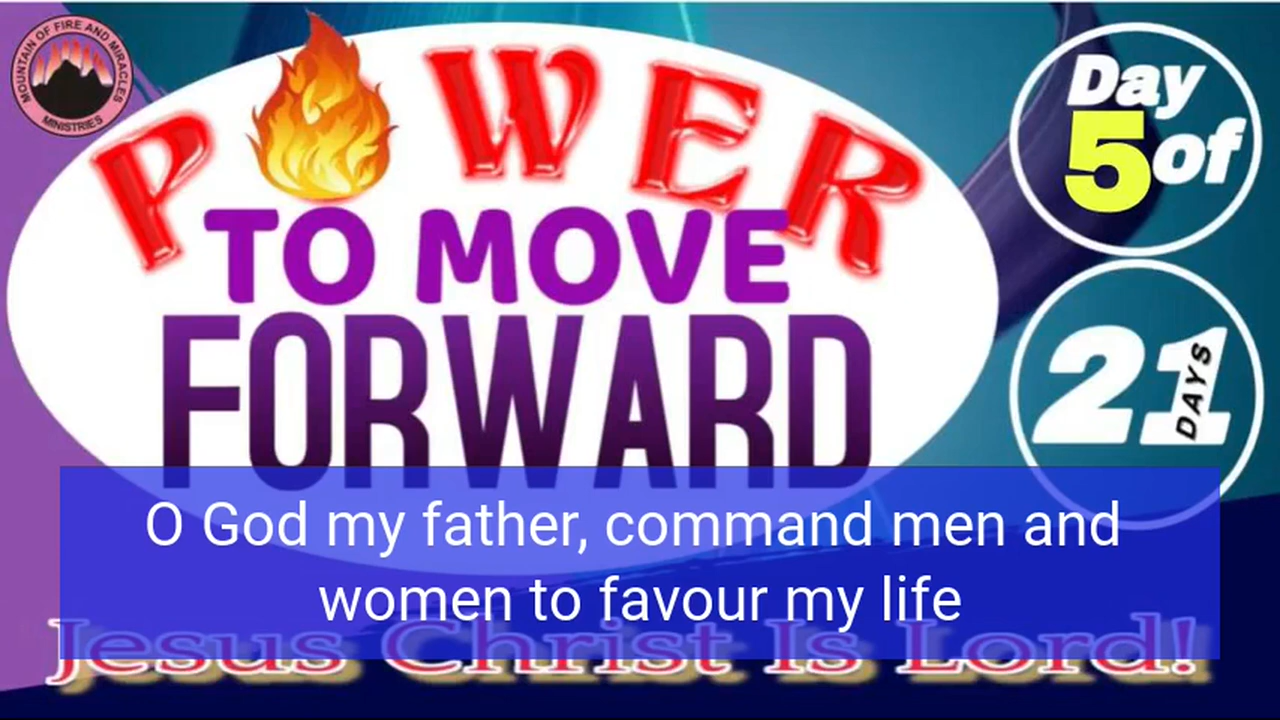 MOUNTAIN OF FIRE AND MIRACLES
MINISTRIES
P WER
TO MOVE
FORWARD
Day
5 of
21
DAYS
O God my father, command men and
women to favour my life
Jesus Christ Is Lord!